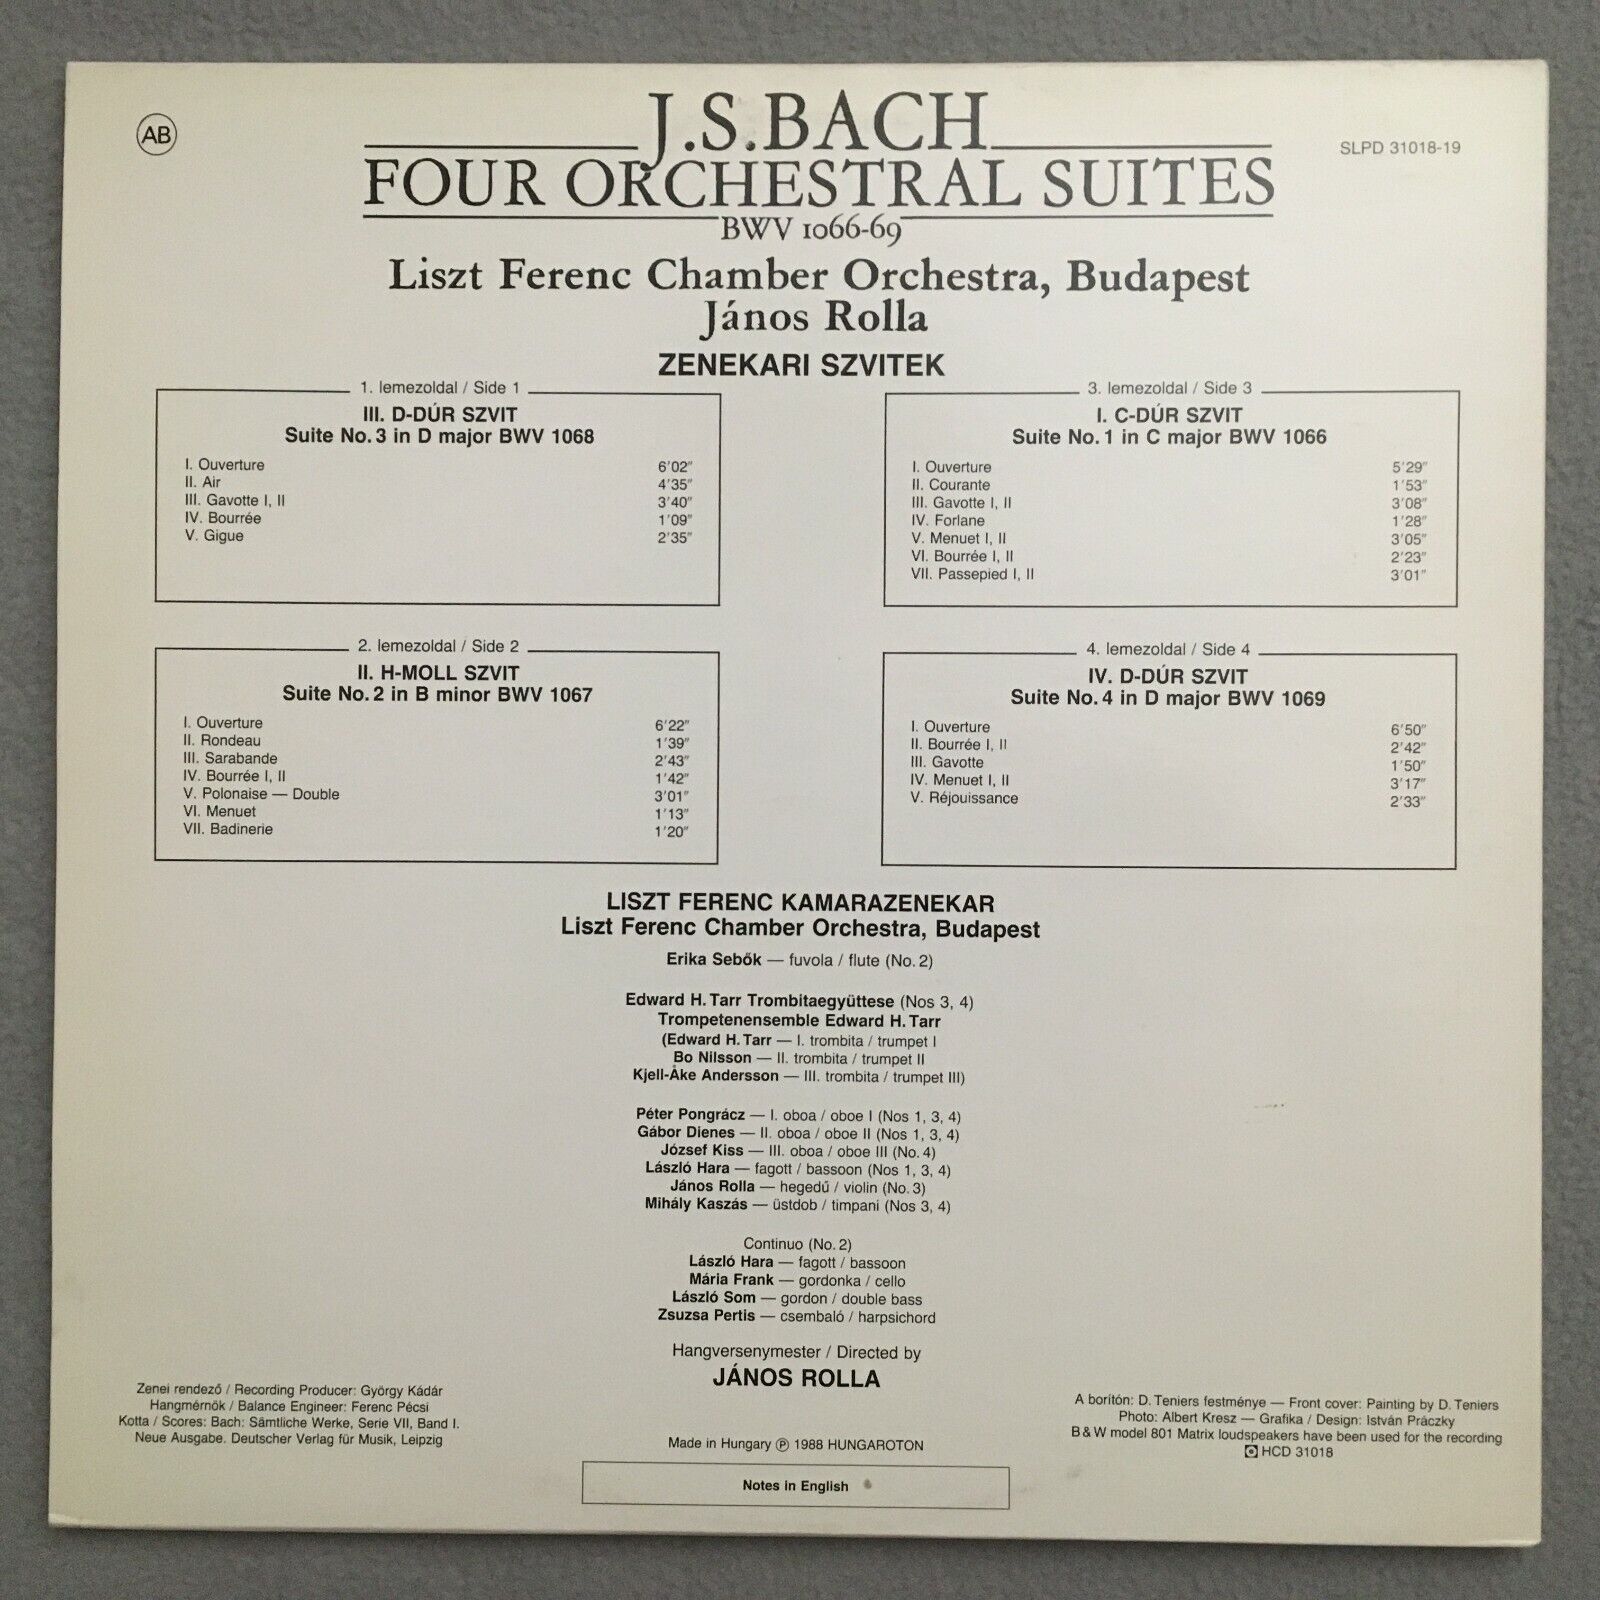 AB
J.S.BACH
SLPD 31018-19
FOUR ORCHESTRAL SUITES
BWV 1066-69
Liszt Ferenc Chamber Orchestra, Budapest
János Rolla
ZENEKARI SZVITEK
1. lemezoldal / Side 1
III. D-DÚR SZVIT
Suite No. 3 in D major BWV 1068
I. Ouverture 6'02"
II. Air 4'35"
III. Gavotte I, II 3'40"
IV. Bourrée 1'09"
V. Gigue 2'35"
2. lemezoldal / Side 2
II. H-MOLL SZVIT
Suite No. 2 in B minor BWV 1067
I. Ouverture 6'22"
II. Rondeau 1'39"
III. Sarabande 2'43"
IV. Bourrée I, II 1'42"
V. Polonaise — Double 3'01"
VI. Menuet 1'13"
VII. Badinerie 1'20"
3. lemezoldal / Side 3
I. C-DÚR SZVIT
Suite No. 1 in C major BWV 1066
I. Ouverture 5'29"
II. Courante 1'53"
III. Gavotte I, II 3'08"
IV. Forlane 1'28"
V. Menuet I, II 3'05"
VI. Bourrée I, II 2'23"
VII. Passepied I, II 3'01"
4. lemezoldal / Side 4
IV. D-DÚR SZVIT
Suite No. 4 in D major BWV 1069
I. Ouverture 6'50"
II. Bourrée I, II 2'42"
III. Gavotte 1'50"
IV. Menuet I, II 3'17"
V. Réjouissance 2'33"
LISZT FERENC KAMARAZENEKAR
Liszt Ferenc Chamber Orchestra, Budapest
Erika Sebők — fuvola / flute (No. 2)
Edward H. Tarr Trombitaegyüttese (Nos 3, 4)
Trompetenensemble Edward H. Tarr
(Edward H. Tarr — I. trombita / trumpet I
Bo Nilsson — II. trombita / trumpet II
Kjell-Åke Andersson — III. trombita / trumpet III)
Péter Pongrácz — I. oboa / oboe I (Nos 1, 3, 4)
Gábor Dienes — II. oboa / oboe II (Nos 1, 3, 4)
József Kiss — III. oboa / oboe III (No. 4)
László Hara — fagott / bassoon (Nos 1, 3, 4)
János Rolla — hegedű / violin (No. 3)
Mihály Kaszás — üstdob / timpani (Nos 3, 4)
Continuo (No. 2)
László Hara — fagott / bassoon
Mária Frank — gordonka / cello
László Som — gordon / double bass
Zsuzsa Pertis — csembaló / harpsichord
Hangversenymester / Directed by
JÁNOS ROLLA
Zenei rendező / Recording Producer: György Kádár
Hangmérnök / Balance Engineer: Ferenc Pécsi
Kotta / Scores: Bach: Sämtliche Werke, Serie VII, Band I.
Neue Ausgabe. Deutscher Verlag für Musik, Leipzig
Made in Hungary Ⓟ 1988 HUNGAROTON
Notes in English
A borítón: D. Teniers festménye — Front cover: Painting by D. Teniers
Photo: Albert Kresz — Grafika / Design: István Práczky
B & W model 801 Matrix loudspeakers have been used for the recording
HCD 31018